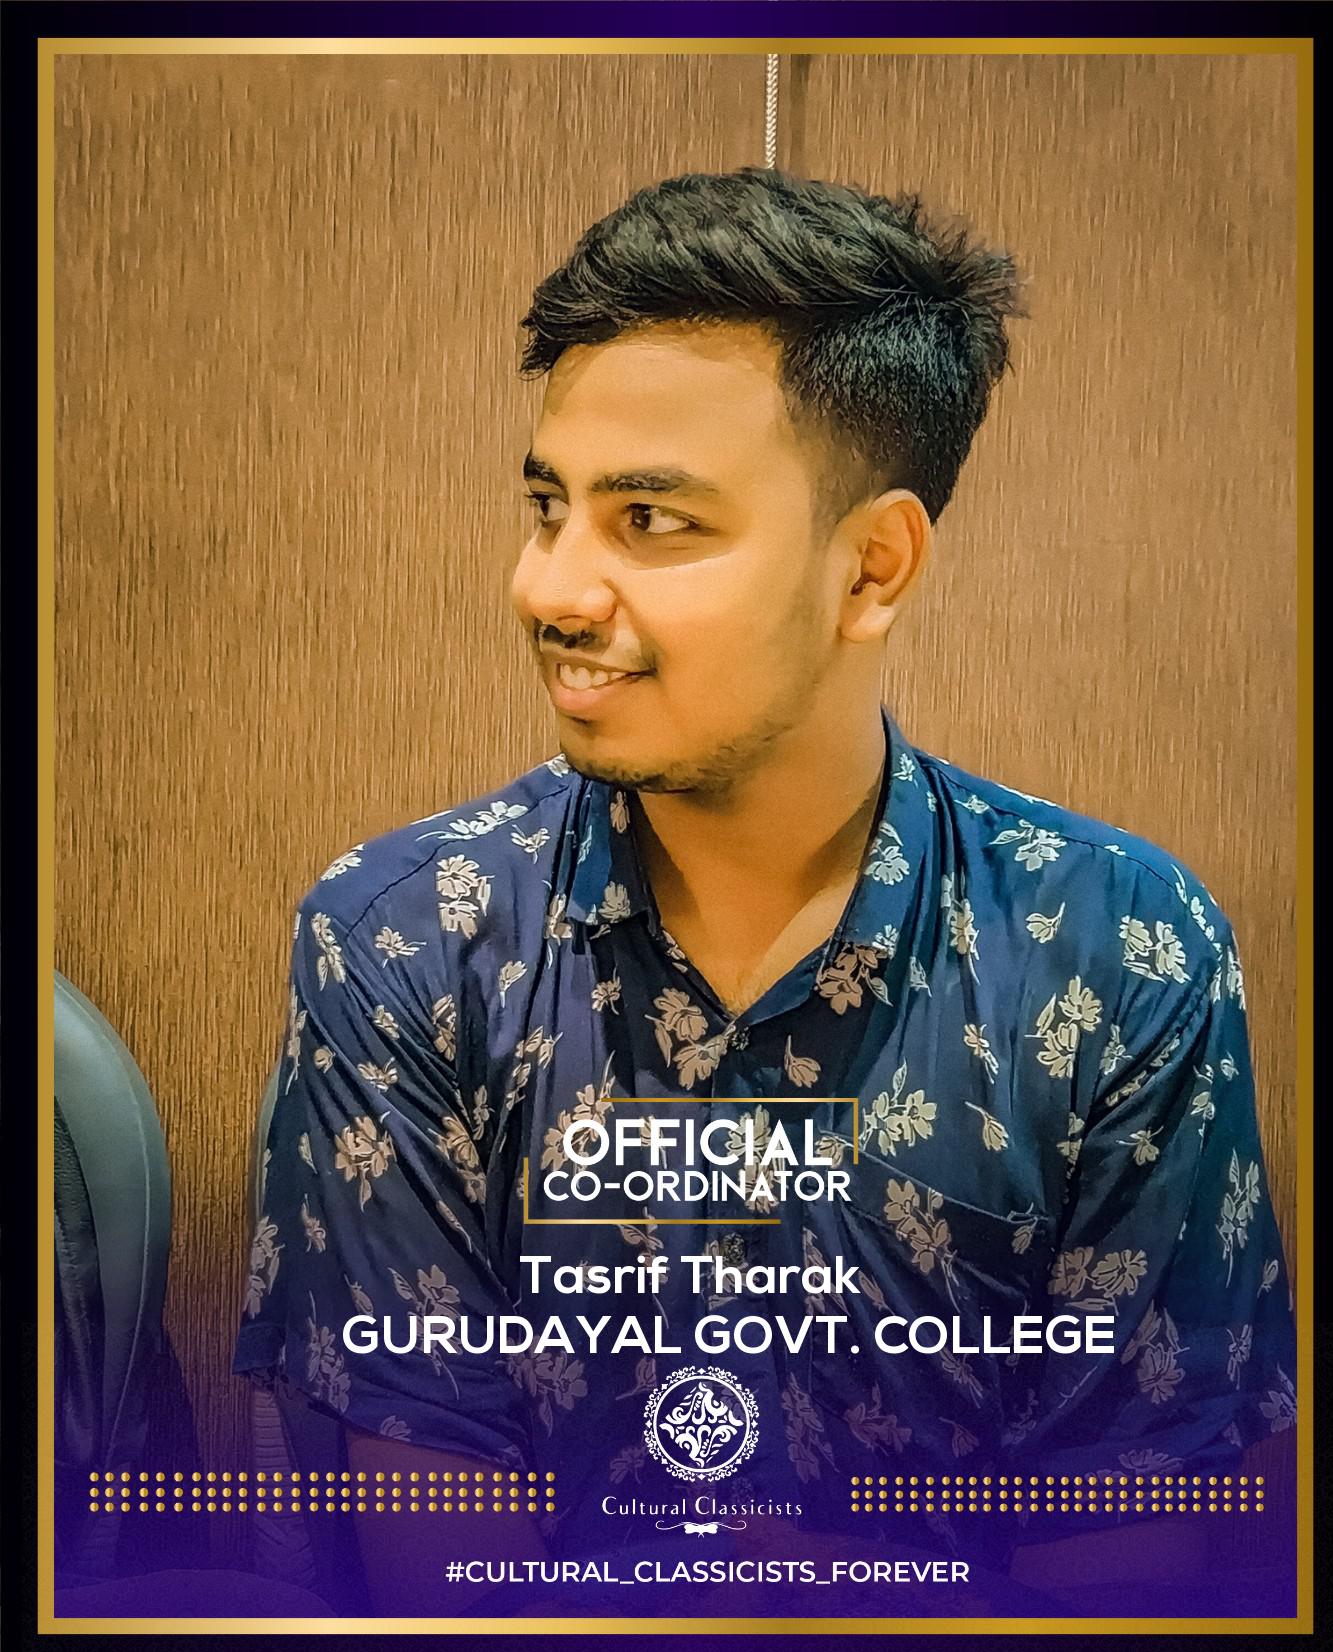 OFFICIAL
CO-ORDINATOR
Tasrif Tharak
GURUDAYAL GOVT. COLLEGE
Cultural Classicists
#CULTURAL_CLASSICISTS_FOREVER